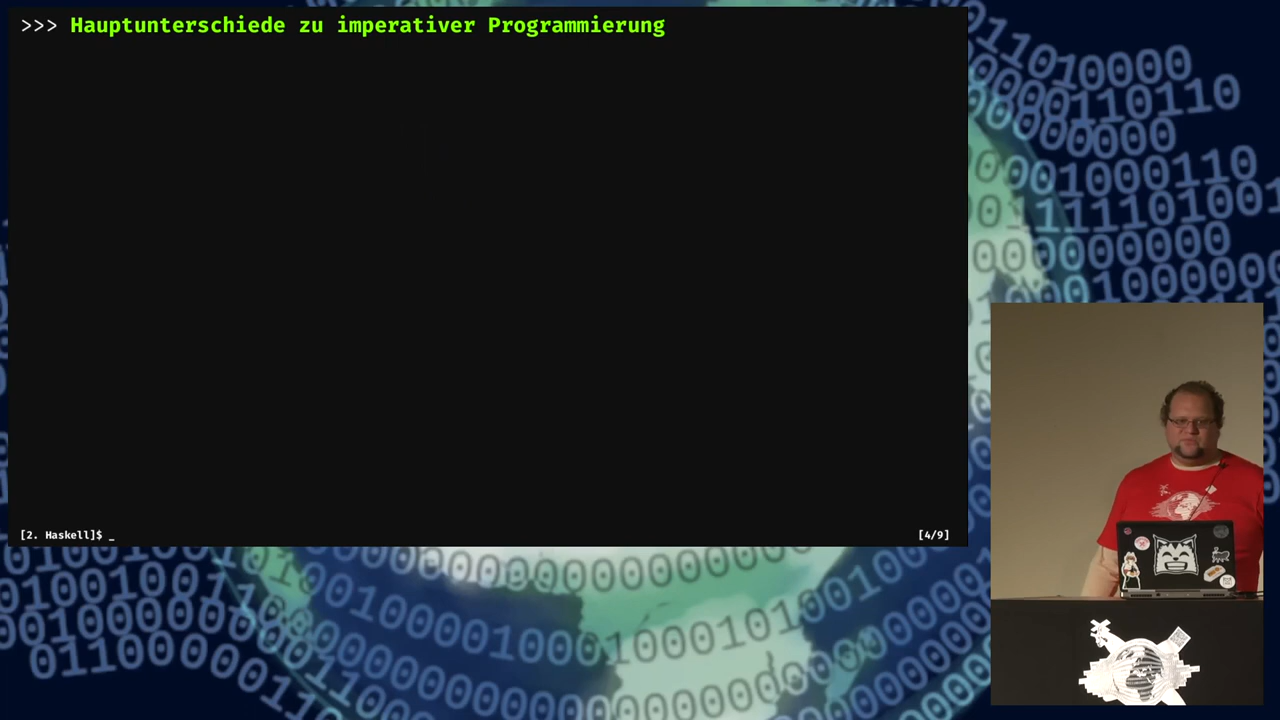 >>> Hauptunterschiede zu imperativer Programmierung
[2. Haskell]$ _
[4/9]